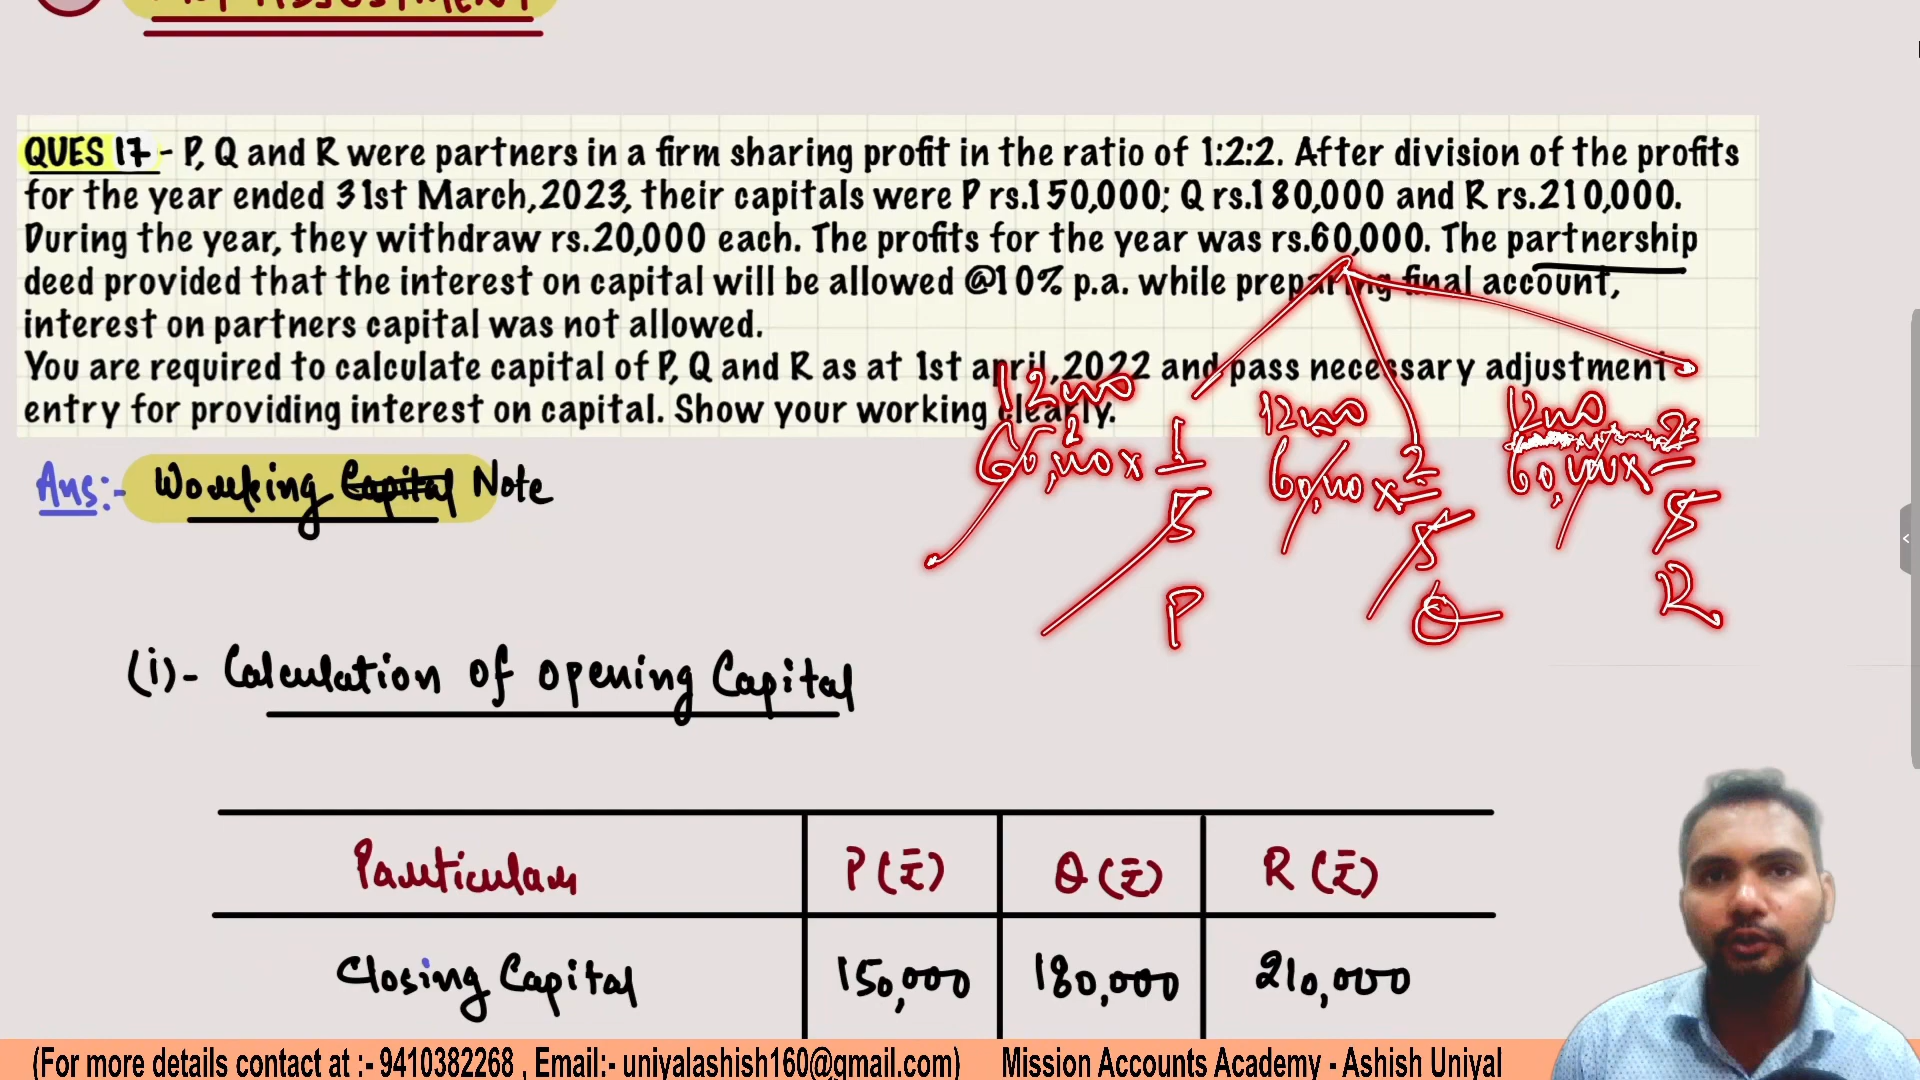 ADJUSTMENT
QUES 17 - P, Q and R were partners in a firm sharing profit in the ratio of 1:2:2. After division of the profits
for the year ended 31st March,2023, their capitals were P rs.150,000; Q rs.180,000 and R rs.210,000.
During the year, they withdraw rs.20,000 each. The profits for the year was rs.60,000. The partnership
deed provided that the interest on capital will be allowed @10% p.a. while preparing final account,
interest on partners capital was not allowed.
You are required to calculate capital of P, Q and R as at 1st april,2022 and pass necessary adjustment
entry for providing interest on capital. Show your working clearly.
12000 12000 12000
60,000 x 1/5 60,000 x 2/5 60,000 x 2/5
P Q R
Ans:- Working Capital Note
(i)- Calculation of opening Capital
Particulars P (₹) Q (₹) R (₹)
Closing Capital 150,000 180,000 210,000
(For more details contact at :- 9410382268 , Email:- uniyalashish160@gmail.com) Mission Accounts Academy - Ashish Uniyal